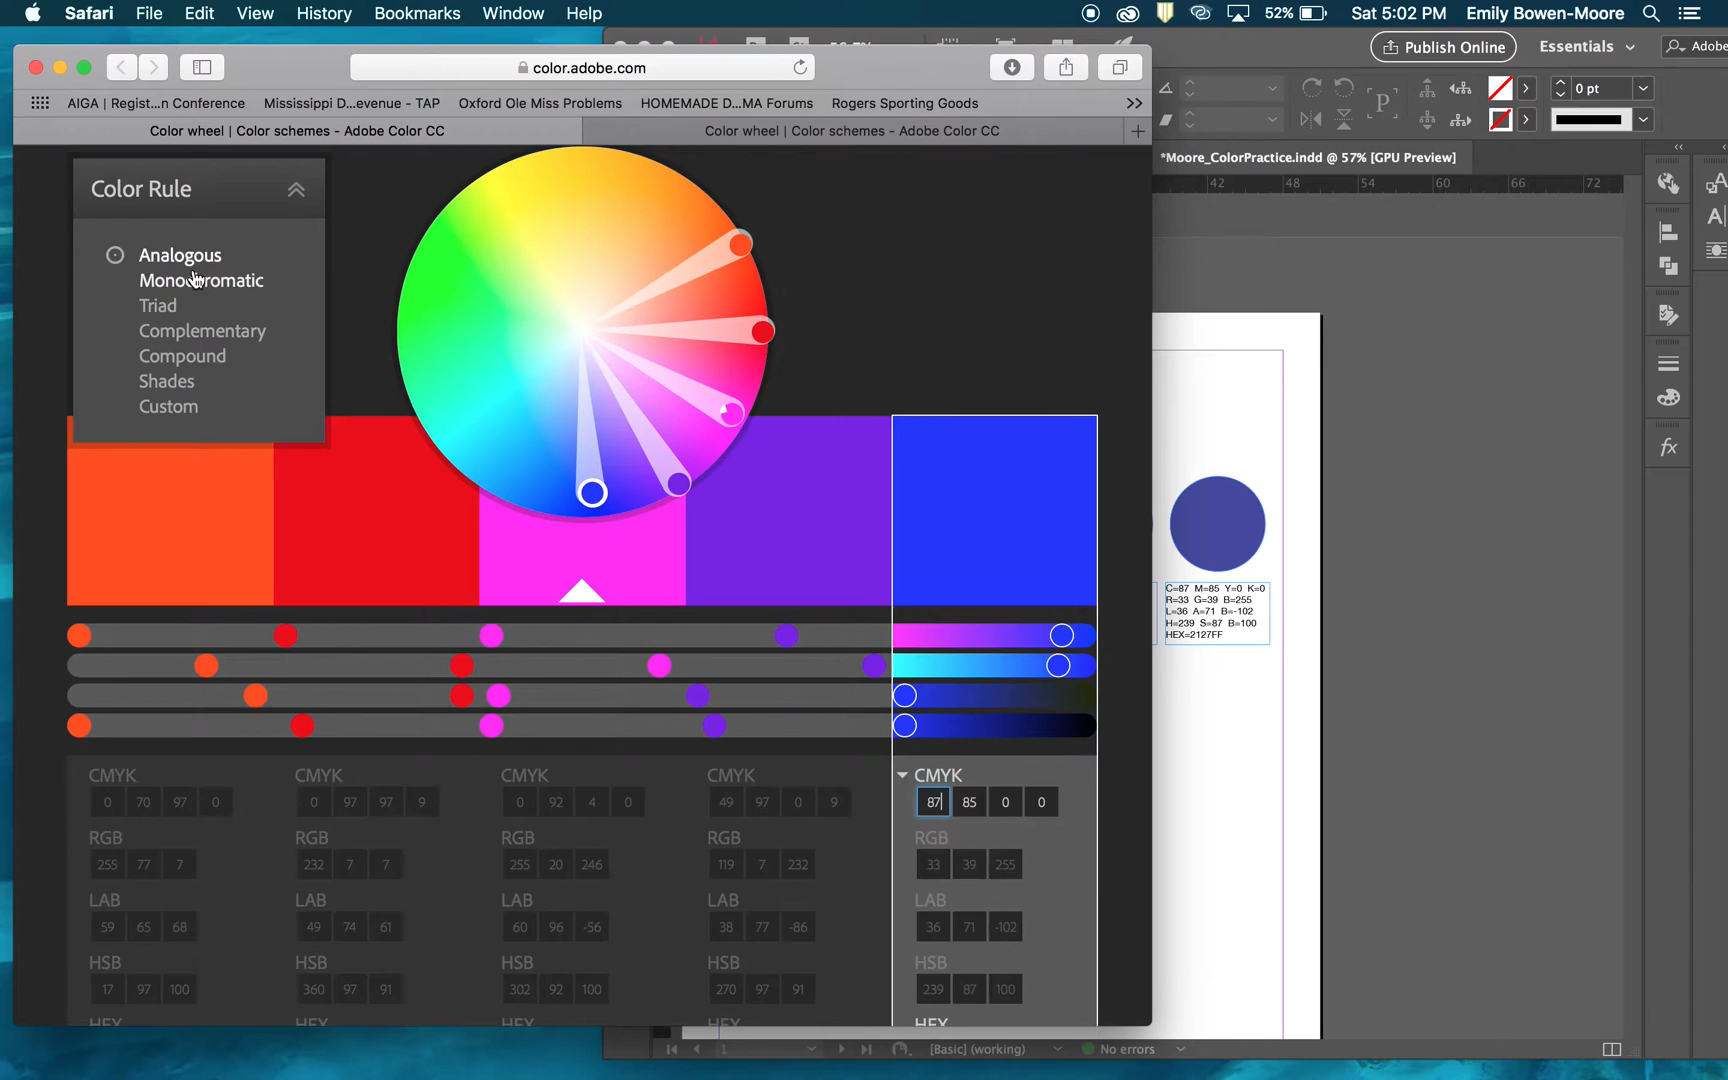 Safari File Edit View History Bookmarks Window Help 52% Sat 5:02 PM Emily Bowen-Moore
color.adobe.com
AIGA | Regist...n Conference Mississippi D...evenue - TAP Oxford Ole Miss Problems HOMEMADE D...MA Forums Rogers Sporting Goods
Color wheel | Color schemes - Adobe Color CC Color wheel | Color schemes - Adobe Color CC
Publish Online Essentials Adobe
P 0 pt
*Moore_ColorPractice.indd @ 57% [GPU Preview]
42 48 54 60 66 72
Color Rule
Analogous
Monochromatic
Triad
Complementary
Compound
Shades
Custom
C=87 M=85 Y=0 K=0
R=33 G=39 B=255
L=36 A=71 B=-102
H=239 S=87 B=100
HEX=2127FF
CMYK CMYK CMYK CMYK CMYK
0 70 97 0 0 97 97 9 0 92 4 0 49 97 0 9 87 85 0 0
RGB RGB RGB RGB RGB
255 77 7 232 7 7 255 20 246 119 7 232 33 39 255
LAB LAB LAB LAB LAB
59 65 68 49 74 61 60 96 -56 38 77 -86 36 71 -102
HSB HSB HSB HSB HSB
17 97 100 360 97 91 302 92 100 270 97 91 239 87 100
HEX HEX HEX HEX HEX
1 [Basic] (working) No errors